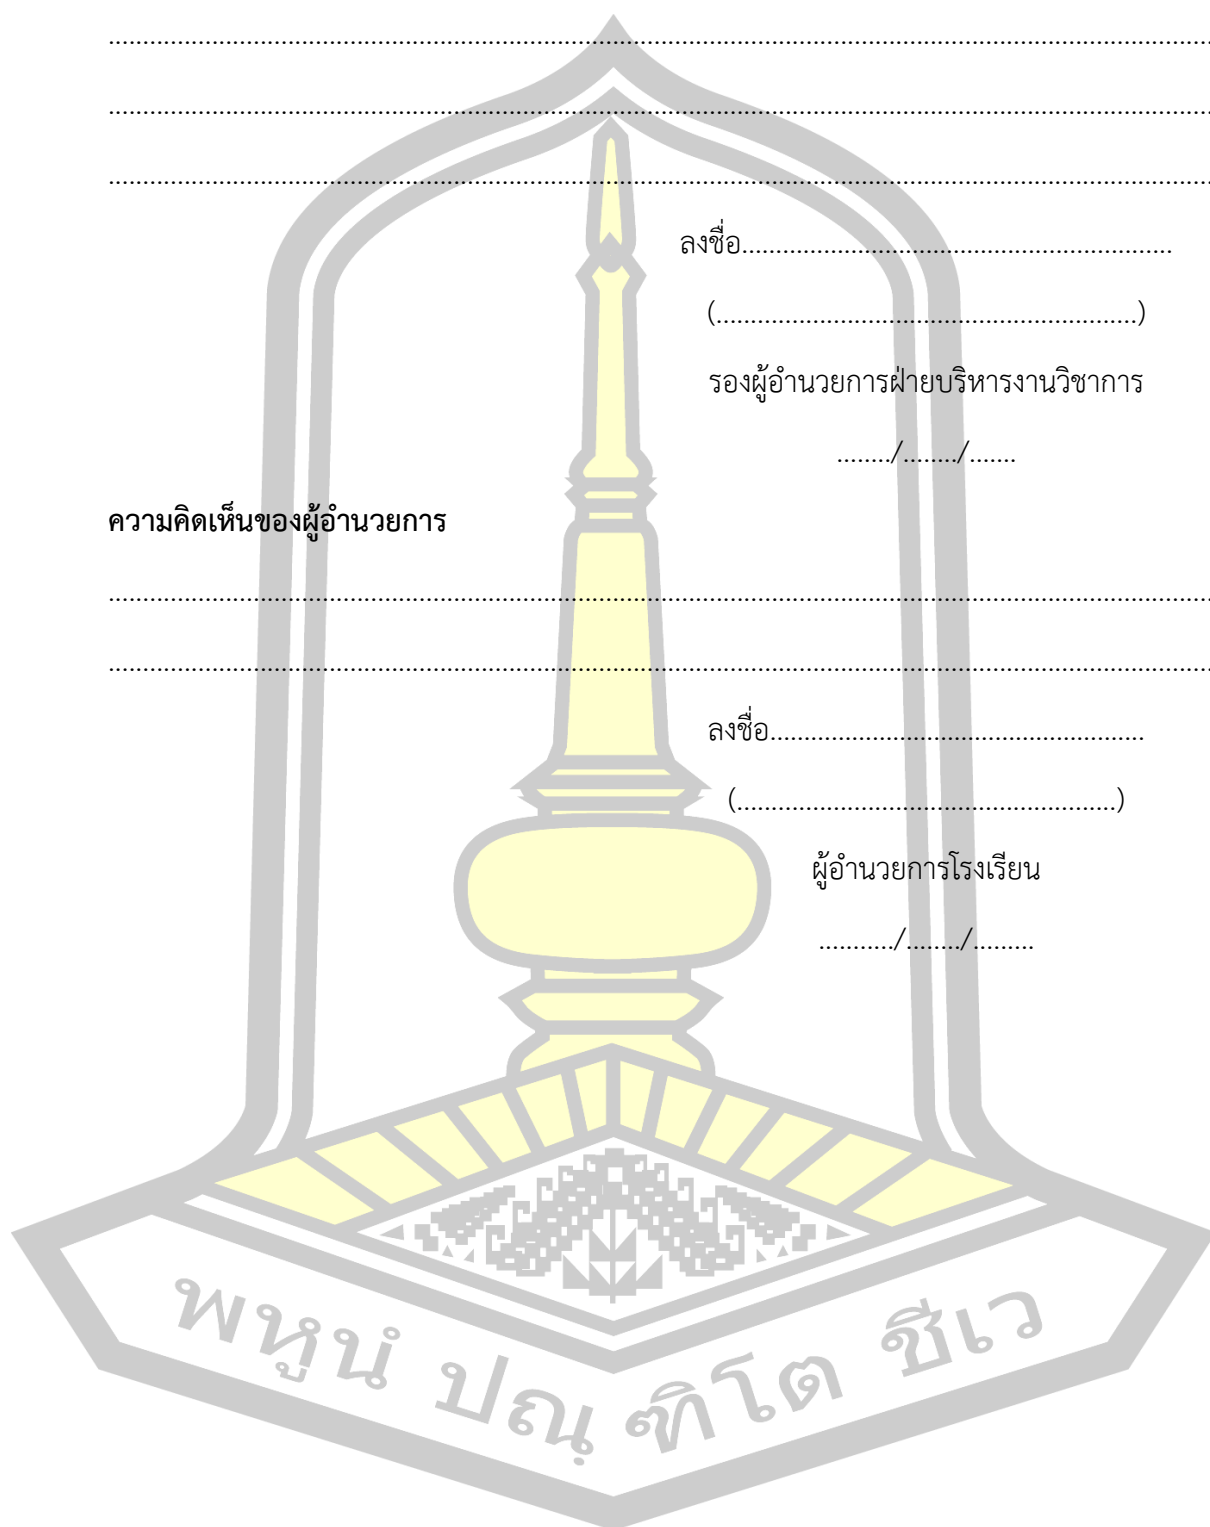 ................................................................................................................................................................
................................................................................................................................................................
................................................................................................................................................................
ลงชื่อ..............................................................
(.............................................................)
รองผู้อำนวยการฝ่ายบริหารงานวิชาการ
......../......../.......
ความคิดเห็นของผู้อำนวยการ
................................................................................................................................................................
................................................................................................................................................................
ลงชื่อ......................................................
(.......................................................)
ผู้อำนวยการโรงเรียน
.........../......../.........
พหูนํ ปณฺฑิโต ชีเว